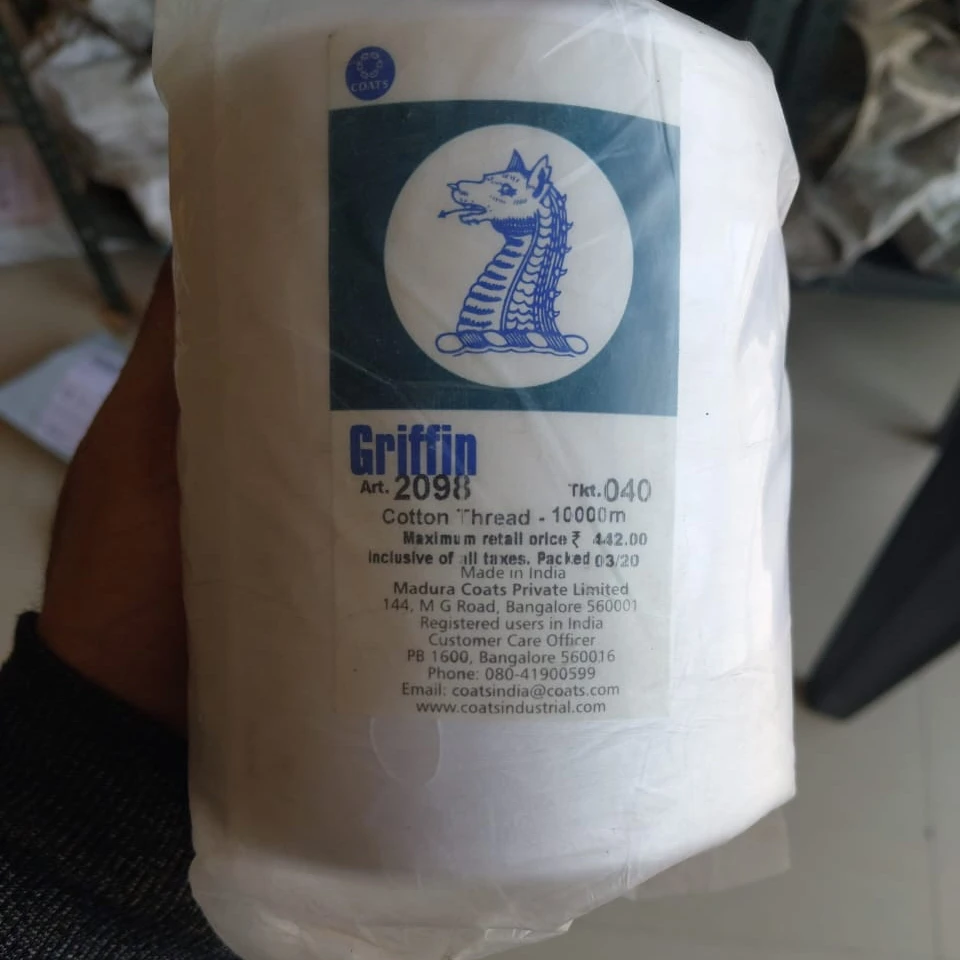 COATS
Griffin
Art. 2098 Tkt. 040
Cotton Thread - 10000m
Maximum retail price ₹ 442.00
inclusive of all taxes. Packed 03/20
Made in India
Madura Coats Private Limited
144, M G Road, Bangalore 560001
Registered users in India
Customer Care Officer
PB 1600, Bangalore 560016
Phone: 080-41900599
Email: coatsindia@coats.com
www.coatsindustrial.com